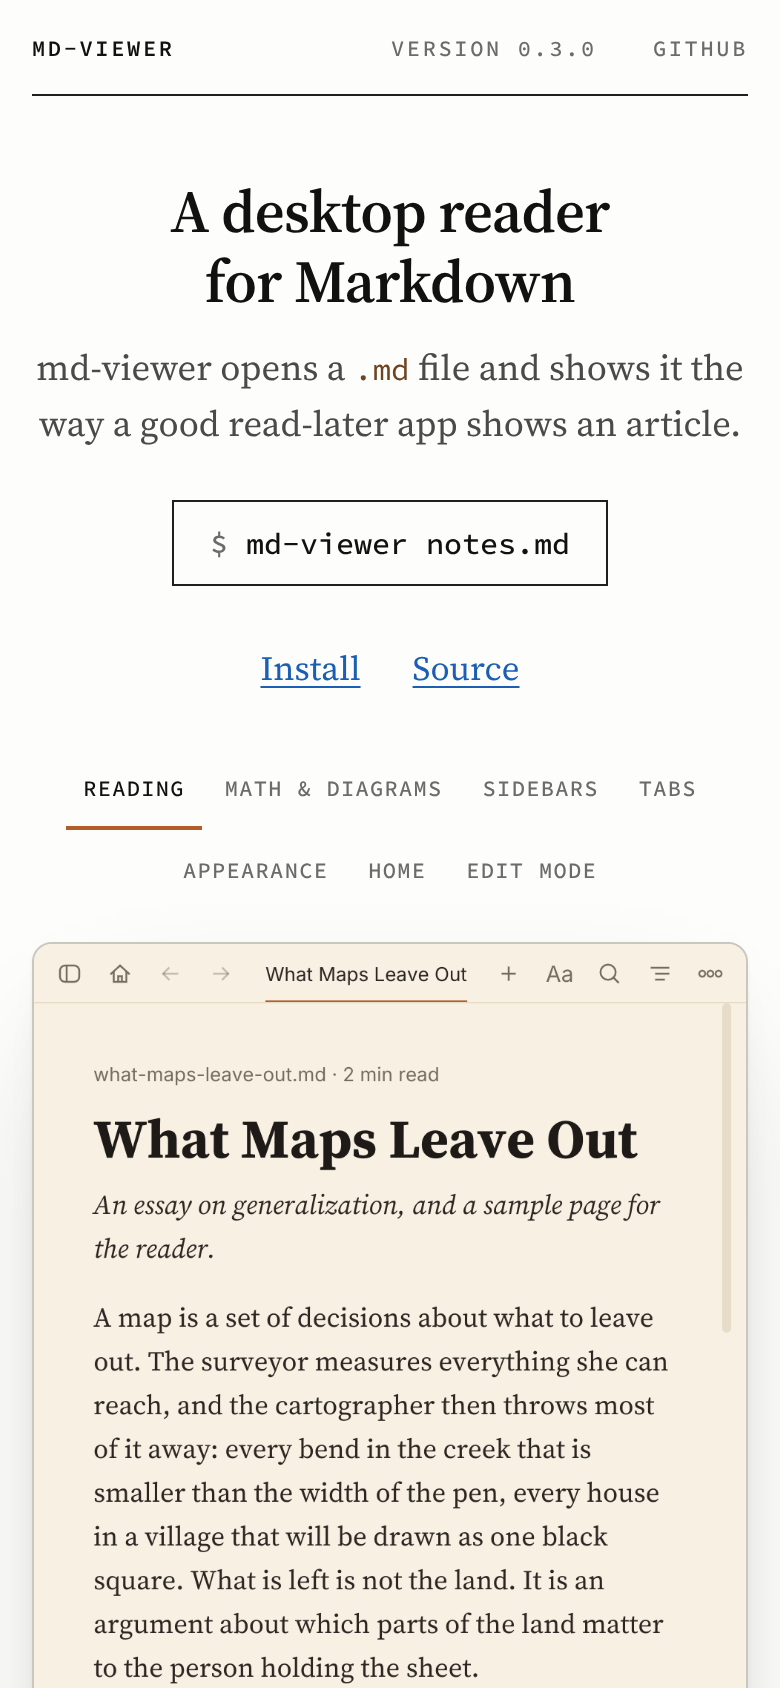 MD-VIEWER VERSION 0.3.0 GITHUB
A desktop reader
for Markdown
md-viewer opens a .md file and shows it the
way a good read-later app shows an article.
$ md-viewer notes.md
Install Source
READING MATH & DIAGRAMS SIDEBARS TABS
APPEARANCE HOME EDIT MODE
What Maps Leave Out Aa
what-maps-leave-out.md · 2 min read
What Maps Leave Out
An essay on generalization, and a sample page for
the reader.
A map is a set of decisions about what to leave
out. The surveyor measures everything she can
reach, and the cartographer then throws most
of it away: every bend in the creek that is
smaller than the width of the pen, every house
in a village that will be drawn as one black
square. What is left is not the land. It is an
argument about which parts of the land matter
to the person holding the sheet.